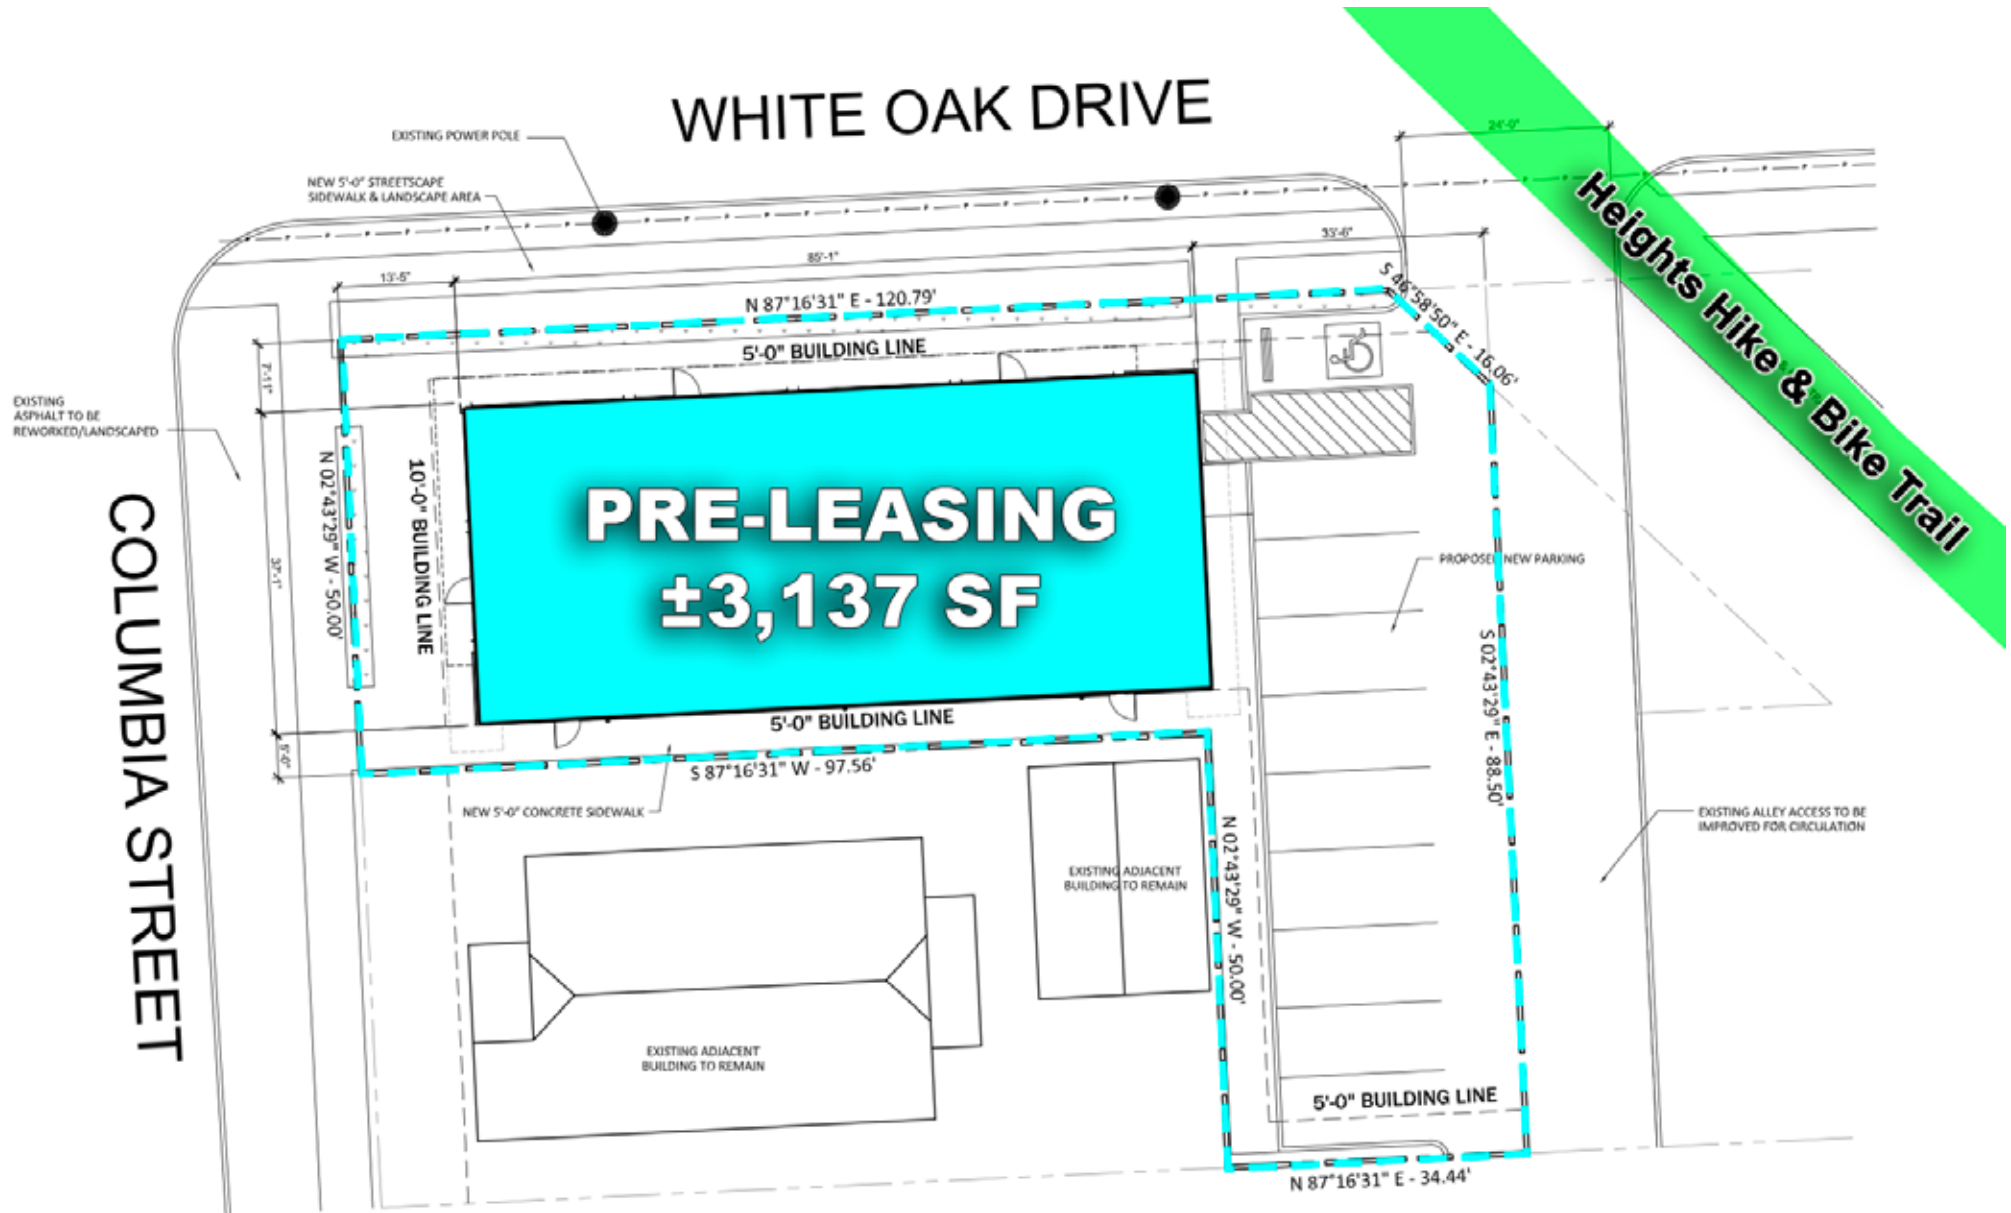 WHITE OAK DRIVE
EXISTING POWER POLE
NEW 5'-0" STREETSCAPE
SIDEWALK & LANDSCAPE AREA
24'-0"
Heights Hike & Bike Trail
13'-5"
85'-1"
33'-6"
N 87°16'31" E - 120.79'
S 46°58'50" E - 16.06'
5'-0" BUILDING LINE
7'-11"
EXISTING
ASPHALT TO BE
REWORKED/LANDSCAPED
N 02°43'29" W - 50.00'
10'-0" BUILDING LINE
37'-1"
PRE-LEASING
±3,137 SF
PROPOSED NEW PARKING
COLUMBIA STREET
S 02°43'29" E - 88.50'
5'-0" BUILDING LINE
5'-0"
S 87°16'31" W - 97.56'
NEW 5'-0" CONCRETE SIDEWALK
EXISTING ALLEY ACCESS TO BE
IMPROVED FOR CIRCULATION
N 02°43'29" W - 50.00'
EXISTING ADJACENT
BUILDING TO REMAIN
EXISTING ADJACENT
BUILDING TO REMAIN
5'-0" BUILDING LINE
N 87°16'31" E - 34.44'